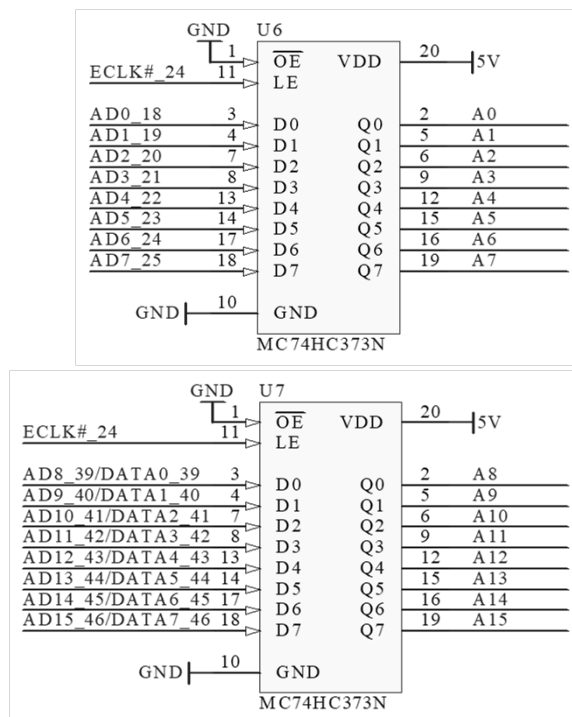 GND U6
1 OE VDD 20 5V
ECLK#_24 11 LE
AD0_18 3 D0 Q0 2 A0
AD1_19 4 D1 Q1 5 A1
AD2_20 7 D2 Q2 6 A2
AD3_21 8 D3 Q3 9 A3
AD4_22 13 D4 Q4 12 A4
AD5_23 14 D5 Q5 15 A5
AD6_24 17 D6 Q6 16 A6
AD7_25 18 D7 Q7 19 A7
GND 10 GND
MC74HC373N
GND U7
1 OE VDD 20 5V
ECLK#_24 11 LE
AD8_39/DATA0_39 3 D0 Q0 2 A8
AD9_40/DATA1_40 4 D1 Q1 5 A9
AD10_41/DATA2_41 7 D2 Q2 6 A10
AD11_42/DATA3_42 8 D3 Q3 9 A11
AD12_43/DATA4_43 13 D4 Q4 12 A12
AD13_44/DATA5_44 14 D5 Q5 15 A13
AD14_45/DATA6_45 17 D6 Q6 16 A14
AD15_46/DATA7_46 18 D7 Q7 19 A15
GND 10 GND
MC74HC373N